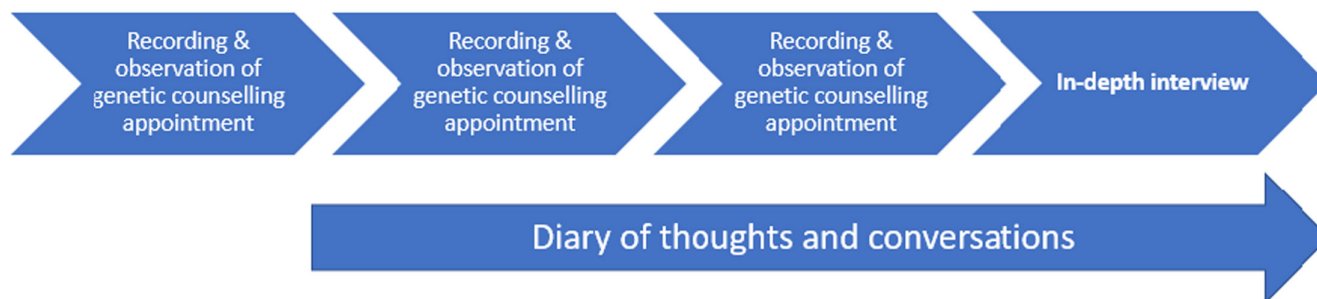 Recording &
observation of
genetic counselling
appointment
Recording &
observation of
genetic counselling
appointment
Recording &
observation of
genetic counselling
appointment
In-depth interview
Diary of thoughts and conversations